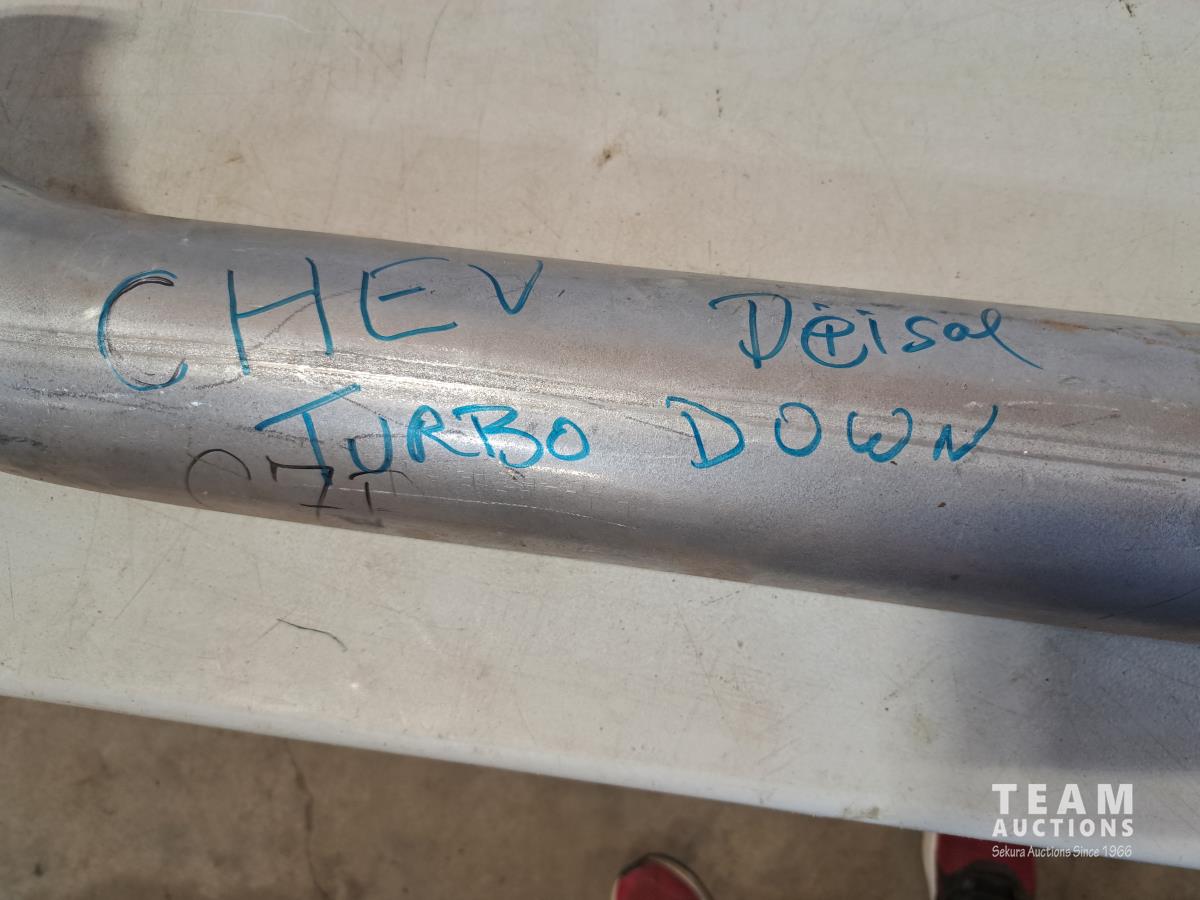 CHEV Deisal
TURBO DOWN
TEAM
AUCTIONS
Sekura Auctions Since 1966